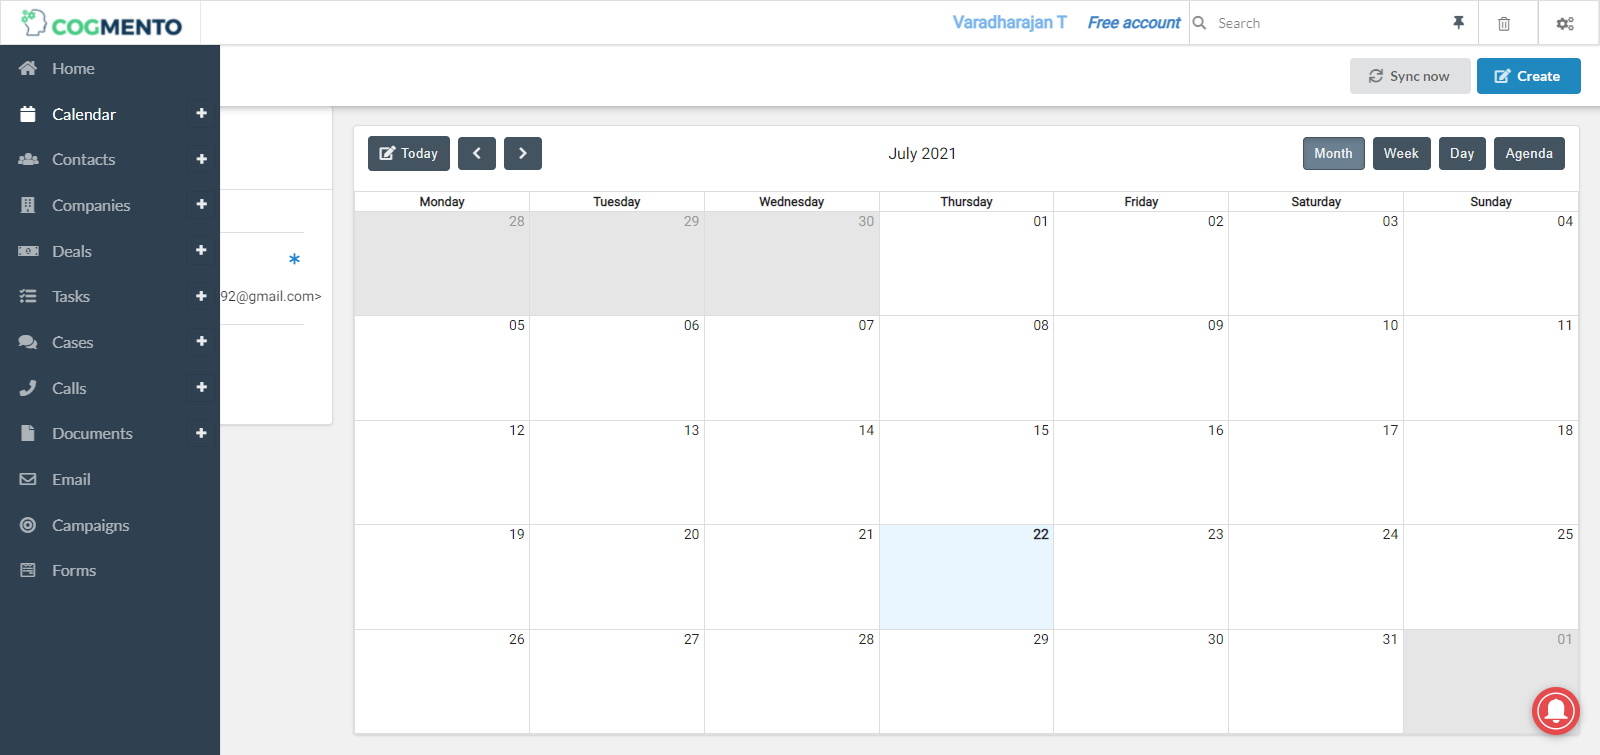 COGMENTO
Varadharajan T Free account Search
Home
Sync now Create
Calendar
Contacts
Companies
Deals
Tasks
92@gmail.com>
Cases
Calls
Documents
Email
Campaigns
Forms
Today July 2021 Month Week Day Agenda
Monday Tuesday Wednesday Thursday Friday Saturday Sunday
28 29 30 01 02 03 04
05 06 07 08 09 10 11
12 13 14 15 16 17 18
19 20 21 22 23 24 25
26 27 28 29 30 31 01